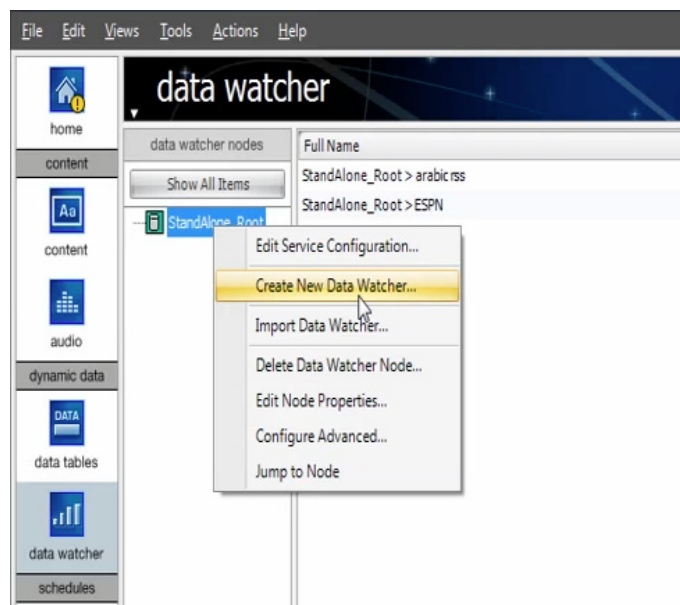 File Edit Views Tools Actions Help
data watcher
home
content
content
audio
dynamic data
DATA
data tables
data watcher
schedules
data watcher nodes
Show All Items
StandAlone_Root
Full Name
StandAlone_Root > arabicrss
StandAlone_Root > ESPN
Edit Service Configuration...
Create New Data Watcher...
Import Data Watcher...
Delete Data Watcher Node...
Edit Node Properties...
Configure Advanced...
Jump to Node
Aa